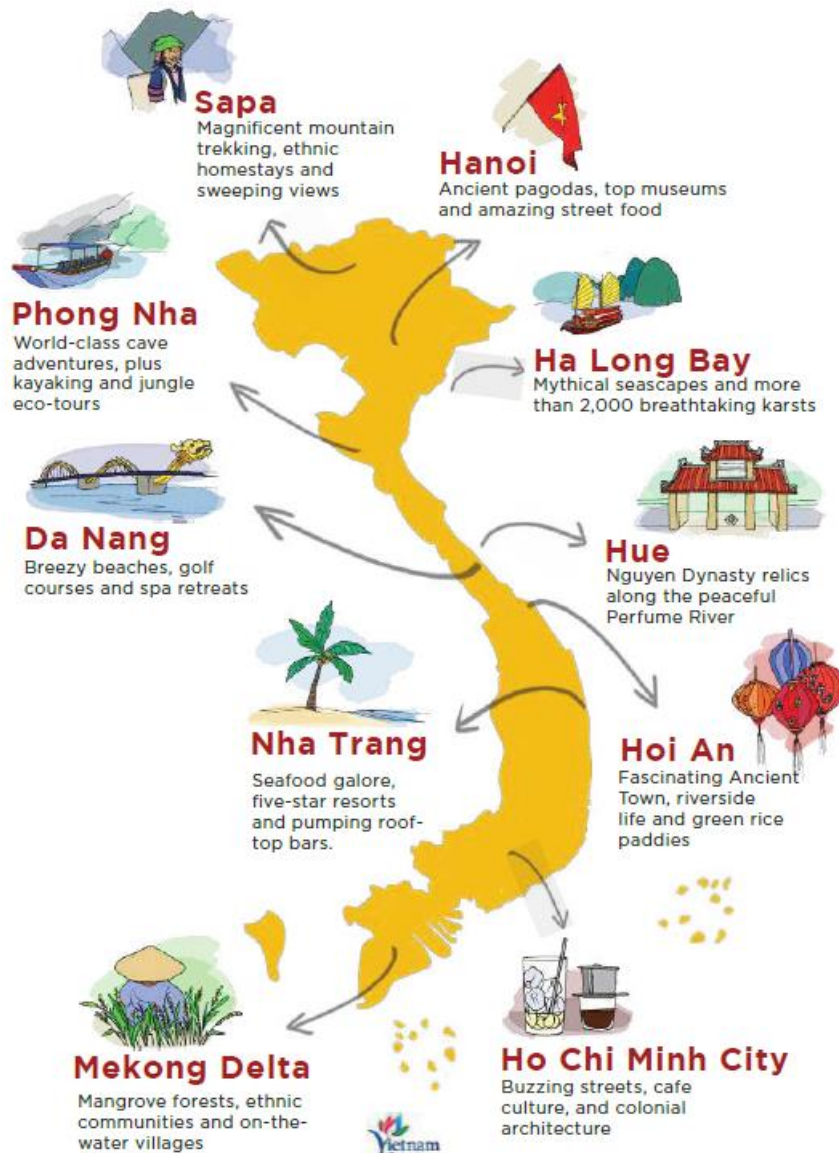 Sapa
Magnificent mountain
trekking, ethnic
homestays and
sweeping views
Hanoi
Ancient pagodas, top museums
and amazing street food
Phong Nha
World-class cave
adventures, plus
kayaking and jungle
eco-tours
Ha Long Bay
Mythical seascapes and more
than 2,000 breathtaking karsts
Da Nang
Breezy beaches, golf
courses and spa retreats
Hue
Nguyen Dynasty relics
along the peaceful
Perfume River
Nha Trang
Seafood galore,
five-star resorts
and pumping roof-
top bars.
Hoi An
Fascinating Ancient
Town, riverside
life and green rice
paddies
Mekong Delta
Mangrove forests, ethnic
communities and on-the-
water villages
Ho Chi Minh City
Buzzing streets, cafe
culture, and colonial
architecture
Vietnam